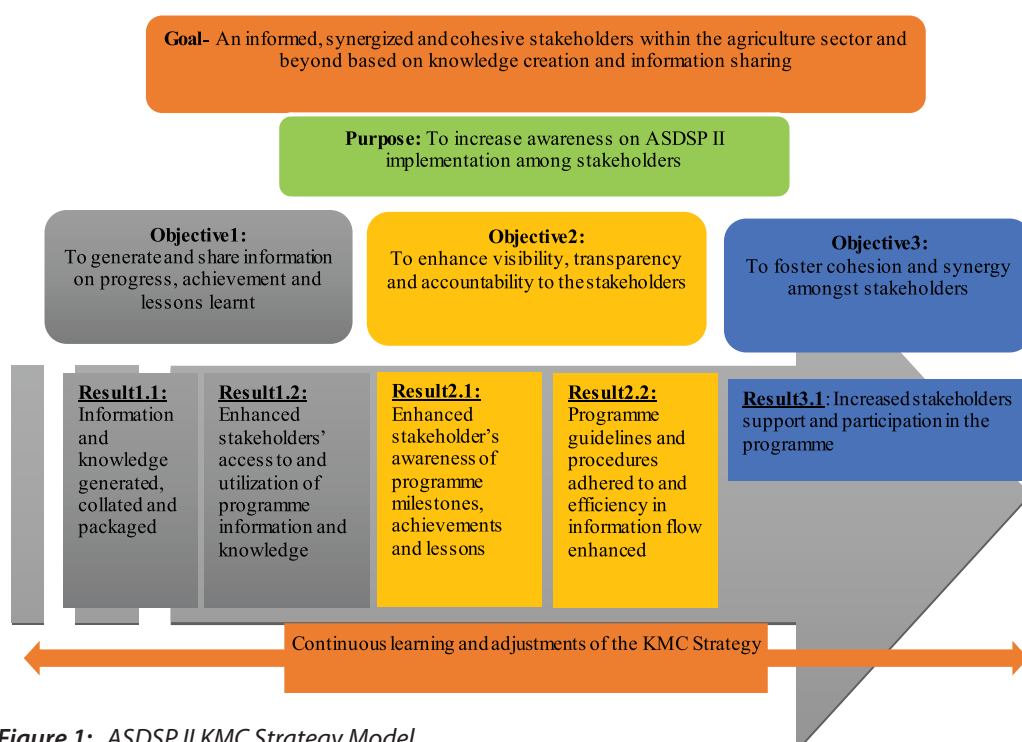 Goal- An informed, synergized and cohesive stakeholders within the agriculture sector and
beyond based on knowledge creation and information sharing
Purpose: To increase awareness on ASDSP II
implementation among stakeholders
Objective1:
To generate and share information
on progress, achievement and
lessons learnt
Objective2:
To enhance visibility, transparency
and accountability to the stakeholders
Objective3:
To foster cohesion and synergy
amongst stakeholders
Result1.1:
Information
and
knowledge
generated,
collated and
packaged
Result1.2:
Enhanced
stakeholders’
access to and
utilization of
programme
information and
knowledge
Result2.1:
Enhanced
stakeholder’s
awareness of
programme
milestones,
achievements
and lessons
Result2.2:
Programme
guidelines and
procedures
adhered to and
efficiency in
information flow
enhanced
Result3.1: Increased stakeholders
support and participation in the
programme
Continuous learning and adjustments of the KMC Strategy
Figure 1: ASDSP II KMC Strategy Model